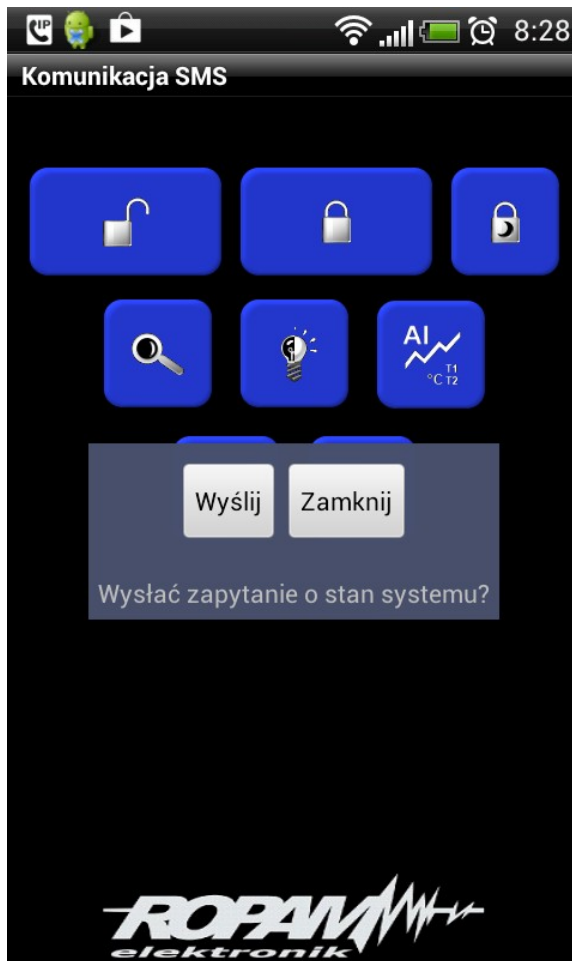 8:28
Komunikacja SMS
AI
T1
°C T2
Wyślij Zamknij
Wysłać zapytanie o stan systemu?
ROPAM
elektronik